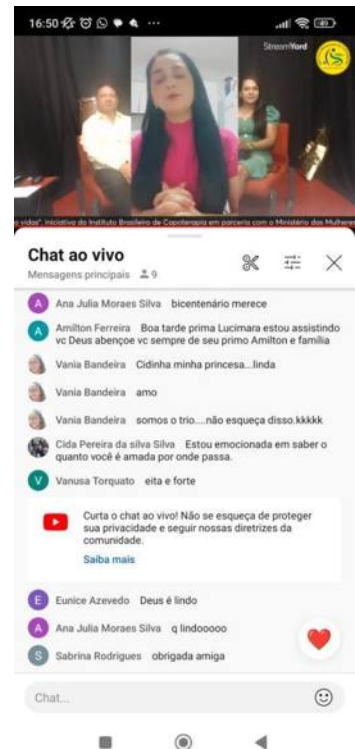 16:50
49
StreamYard
o vidas". Iniciativa do Instituto Brasileiro de Capoterapia em parceria com o Ministério das Mulheres
Chat ao vivo
Mensagens principais 9
Ana Julia Moraes Silva bicentenário merece
Amilton Ferreira Boa tarde prima Lucimara estou assistindo
vc Deus abençoe vc sempre de seu primo Amilton e família
Vania Bandeira Cidinha minha princesa...linda
Vania Bandeira amo
Vania Bandeira somos o trio....não esqueça disso.kkkkk
Cida Pereira da silva Silva Estou emocionada em saber o
quanto você é amada por onde passa.
Vanusa Torquato eita e forte
Curta o chat ao vivo! Não se esqueça de proteger
sua privacidade e seguir nossas diretrizes da
comunidade.
Saiba mais
Eunice Azevedo Deus é lindo
Ana Julia Moraes Silva q lindooooo
Sabrina Rodrigues obrigada amiga
Chat...